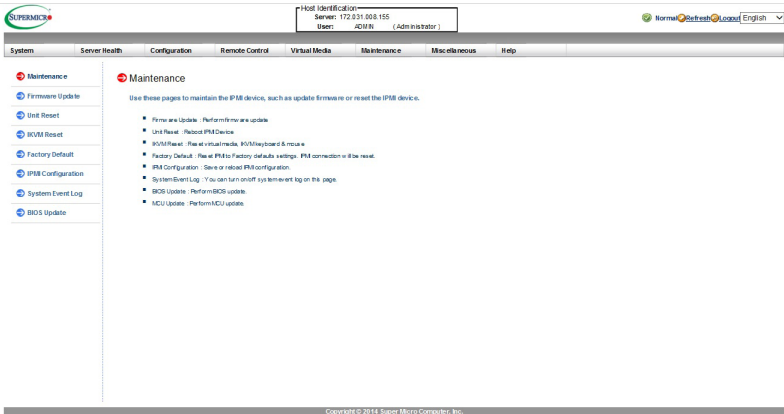 SUPERMICR
Host Identification
Server: 172.031.008.155
User: ADMIN ( Administrator )
Normal Refresh Logout English
System Server Health Configuration Remote Control Virtual Media Maintenance Miscellaneous Help
Maintenance
Firmware Update
Unit Reset
IKVM Reset
Factory Default
IPMI Configuration
System Event Log
BIOS Update
Maintenance
Use these pages to maintain the IPMI device, such as update firmware or reset the IPMI device.
Firmware Update : Perform firmware update
Unit Reset : Reboot IPMI Device
IKVM Reset : Reset virtual media, IKVM keyboard & mouse
Factory Default : Reset IPMI to Factory defaults settings. IPMI connection will be reset.
IPMI Configuration : Save or reload IPMI configuration.
System Event Log : You can turn on/off system event log on this page.
BIOS Update : Perform BIOS update.
MCU Update : Perform MCU update.
Copyright © 2014 Super Micro Computer, Inc.